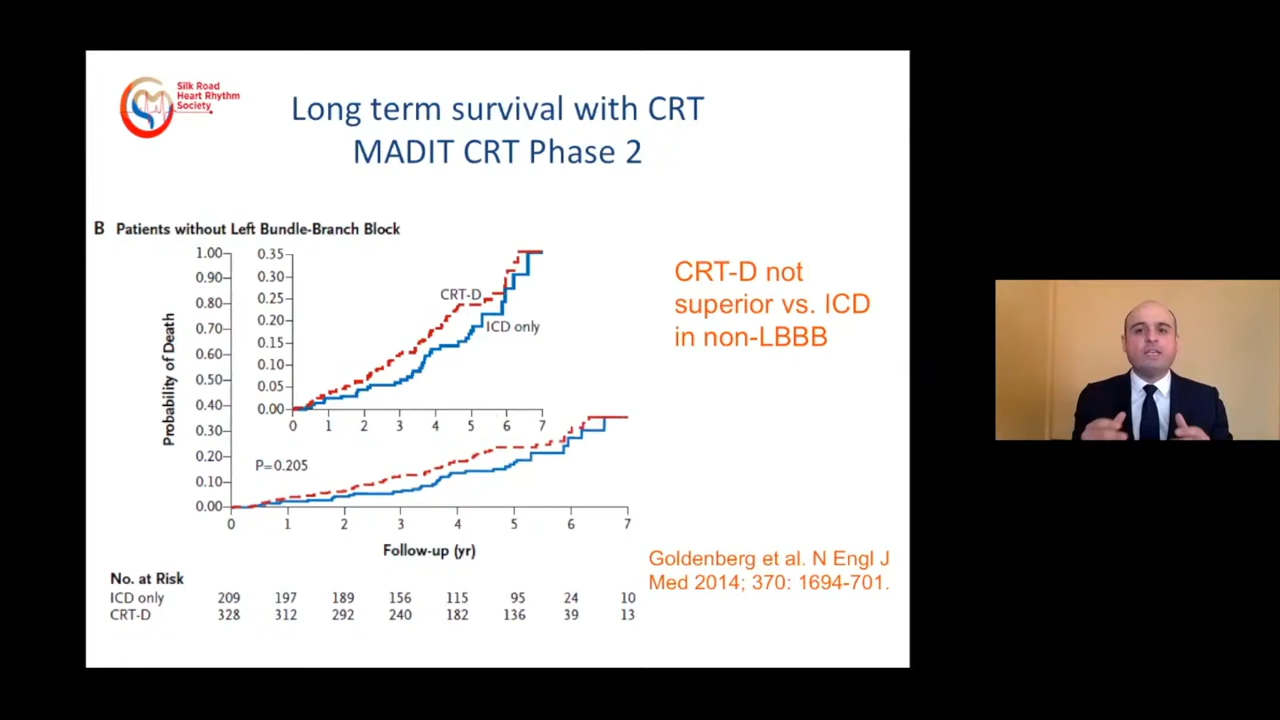 Silk Road
Heart Rhythm
Society
Long term survival with CRT
MADIT CRT Phase 2
B Patients without Left Bundle-Branch Block
Probability of Death
1.00
0.90
0.80
0.70
0.60
0.50
0.40
0.30
0.20
0.10
0.00
0.35
0.30
0.25
0.20
0.15
0.10
0.05
0.00
0 1 2 3 4 5 6 7
CRT-D
ICD only
P=0.205
0 1 2 3 4 5 6 7
Follow-up (yr)
No. at Risk
ICD only 209 197 189 156 115 95 24 10
CRT-D 328 312 292 240 182 136 39 13
CRT-D not
superior vs. ICD
in non-LBBB
Goldenberg et al. N Engl J
Med 2014; 370: 1694-701.